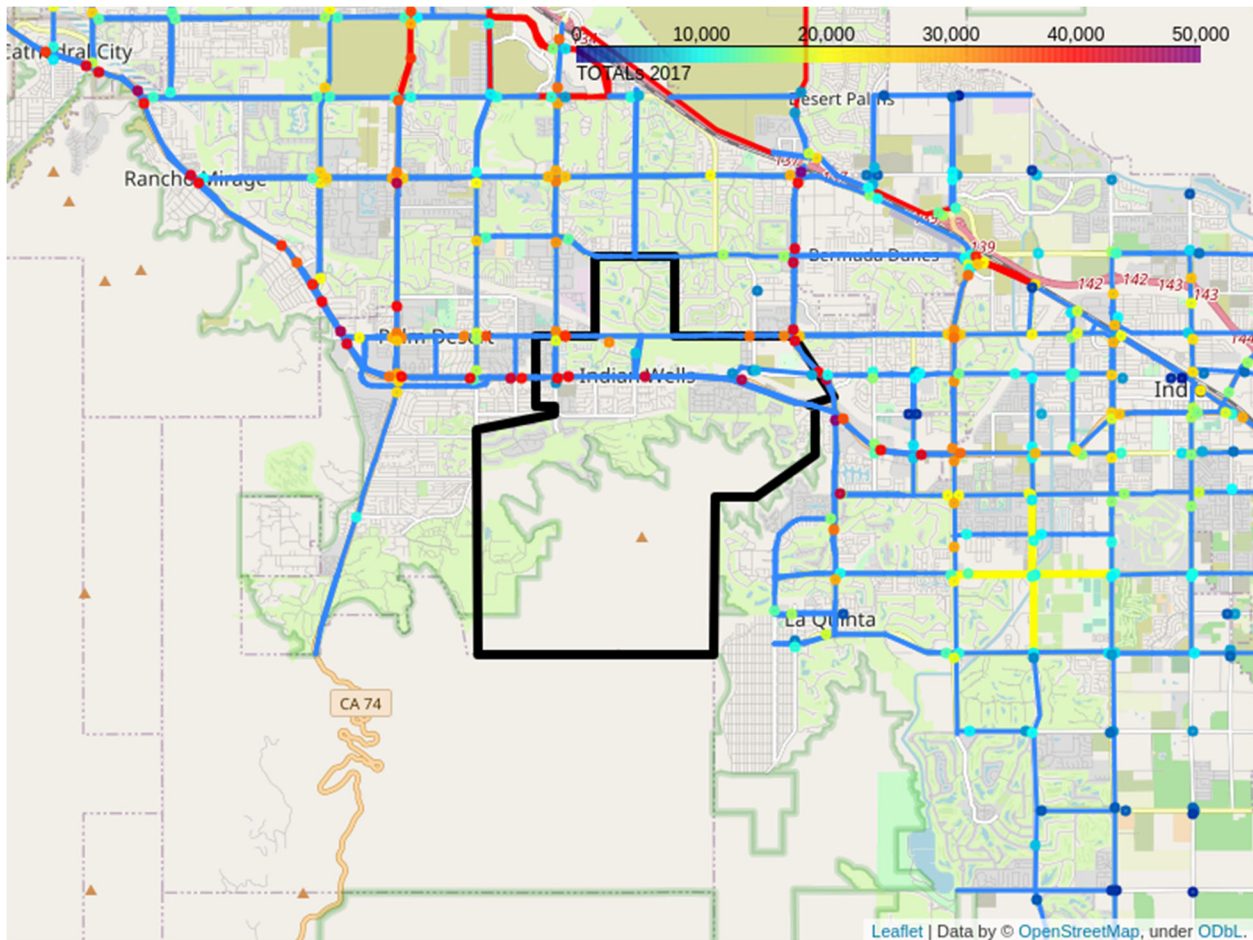 0
10,000
20,000
30,000
40,000
50,000
TOTALs 2017
Cathedral City
Desert Palms
137
Rancho Mirage
139
Bermuda Dunes
142
142
143
143
Palm Desert
Indian Wells
La Quinta
CA 74
Leaflet | Data by © OpenStreetMap, under ODbL.